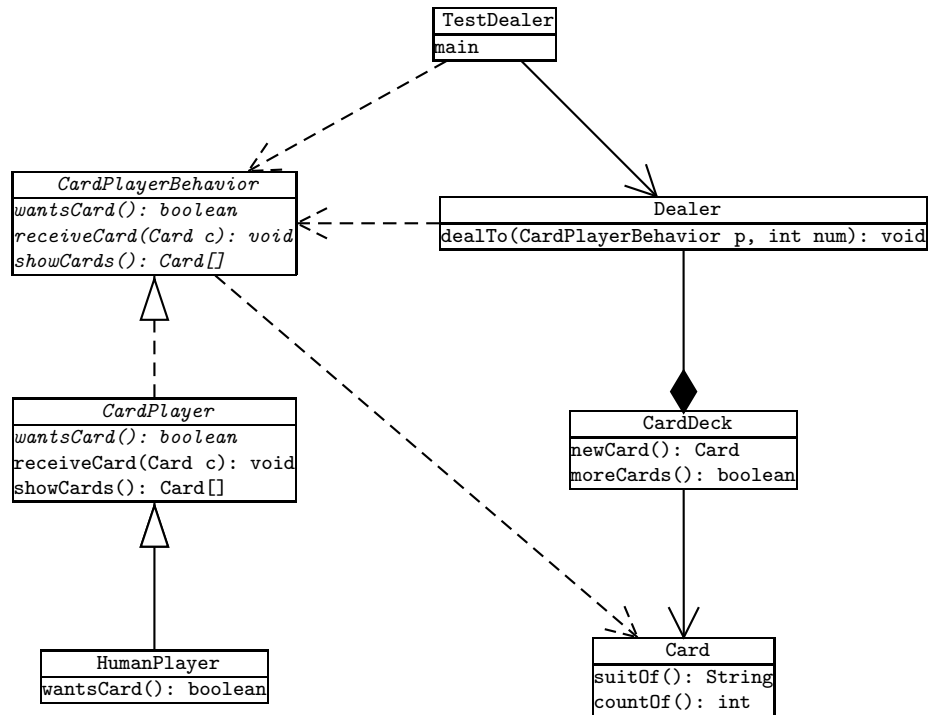 TestDealer
main
CardPlayerBehavior
wantsCard(): boolean
receiveCard(Card c): void
showCards(): Card[]
Dealer
dealTo(CardPlayerBehavior p, int num): void
CardPlayer
wantsCard(): boolean
receiveCard(Card c): void
showCards(): Card[]
CardDeck
newCard(): Card
moreCards(): boolean
HumanPlayer
wantsCard(): boolean
Card
suitOf(): String
countOf(): int